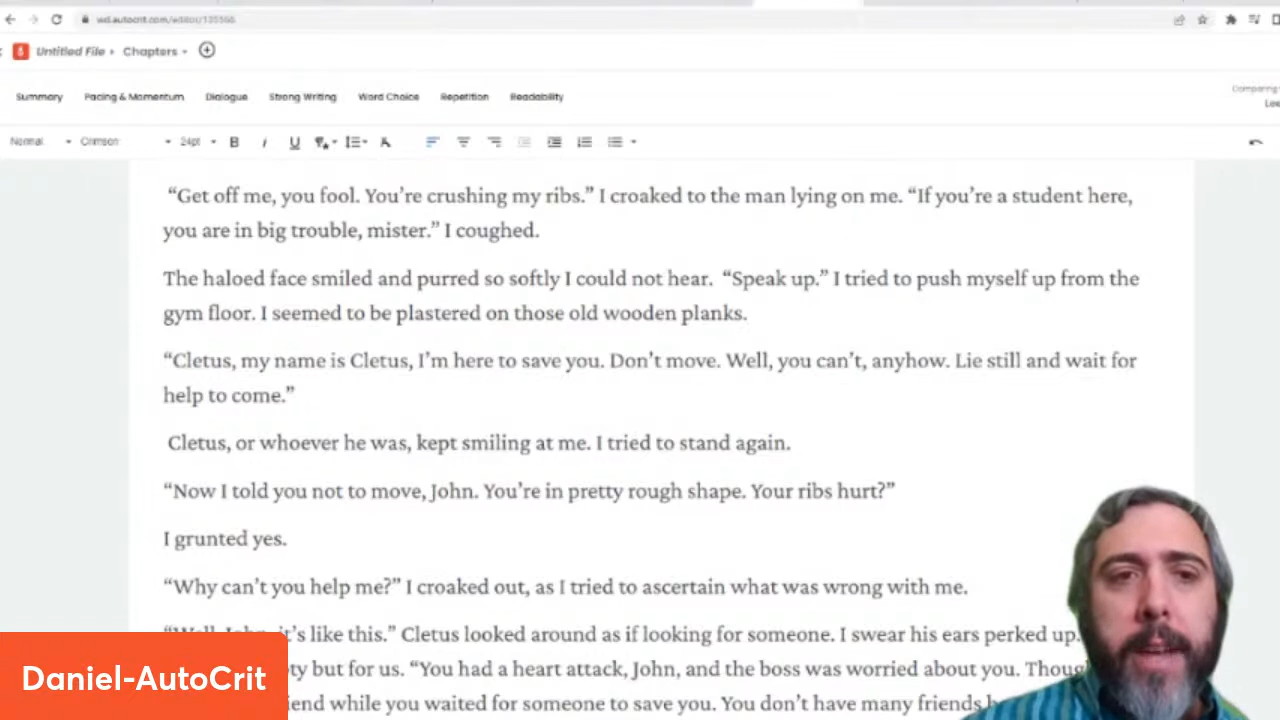 wd.autocrit.com/editor/135568
Untitled File
Chapters
Summary
Pacing & Momentum
Dialogue
Strong Writing
Word Choice
Repetition
Readability
Comparing
Normal
Crimson
24pt
“Get off me, you fool. You’re crushing my ribs.” I croaked to the man lying on me. “If you’re a student here,
you are in big trouble, mister.” I coughed.
The haloed face smiled and purred so softly I could not hear. “Speak up.” I tried to push myself up from the
gym floor. I seemed to be plastered on those old wooden planks.
“Cletus, my name is Cletus, I’m here to save you. Don’t move. Well, you can’t, anyhow. Lie still and wait for
help to come.”
Cletus, or whoever he was, kept smiling at me. I tried to stand again.
“Now I told you not to move, John. You’re in pretty rough shape. Your ribs hurt?”
I grunted yes.
“Why can’t you help me?” I croaked out, as I tried to ascertain what was wrong with me.
“Well, John, it’s like this.” Cletus looked around as if looking for someone. I swear his ears perked up.
but for us. “You had a heart attack, John, and the boss was worried about you.
while you waited for someone to save you. You don’t have many friends
Daniel-AutoCrit